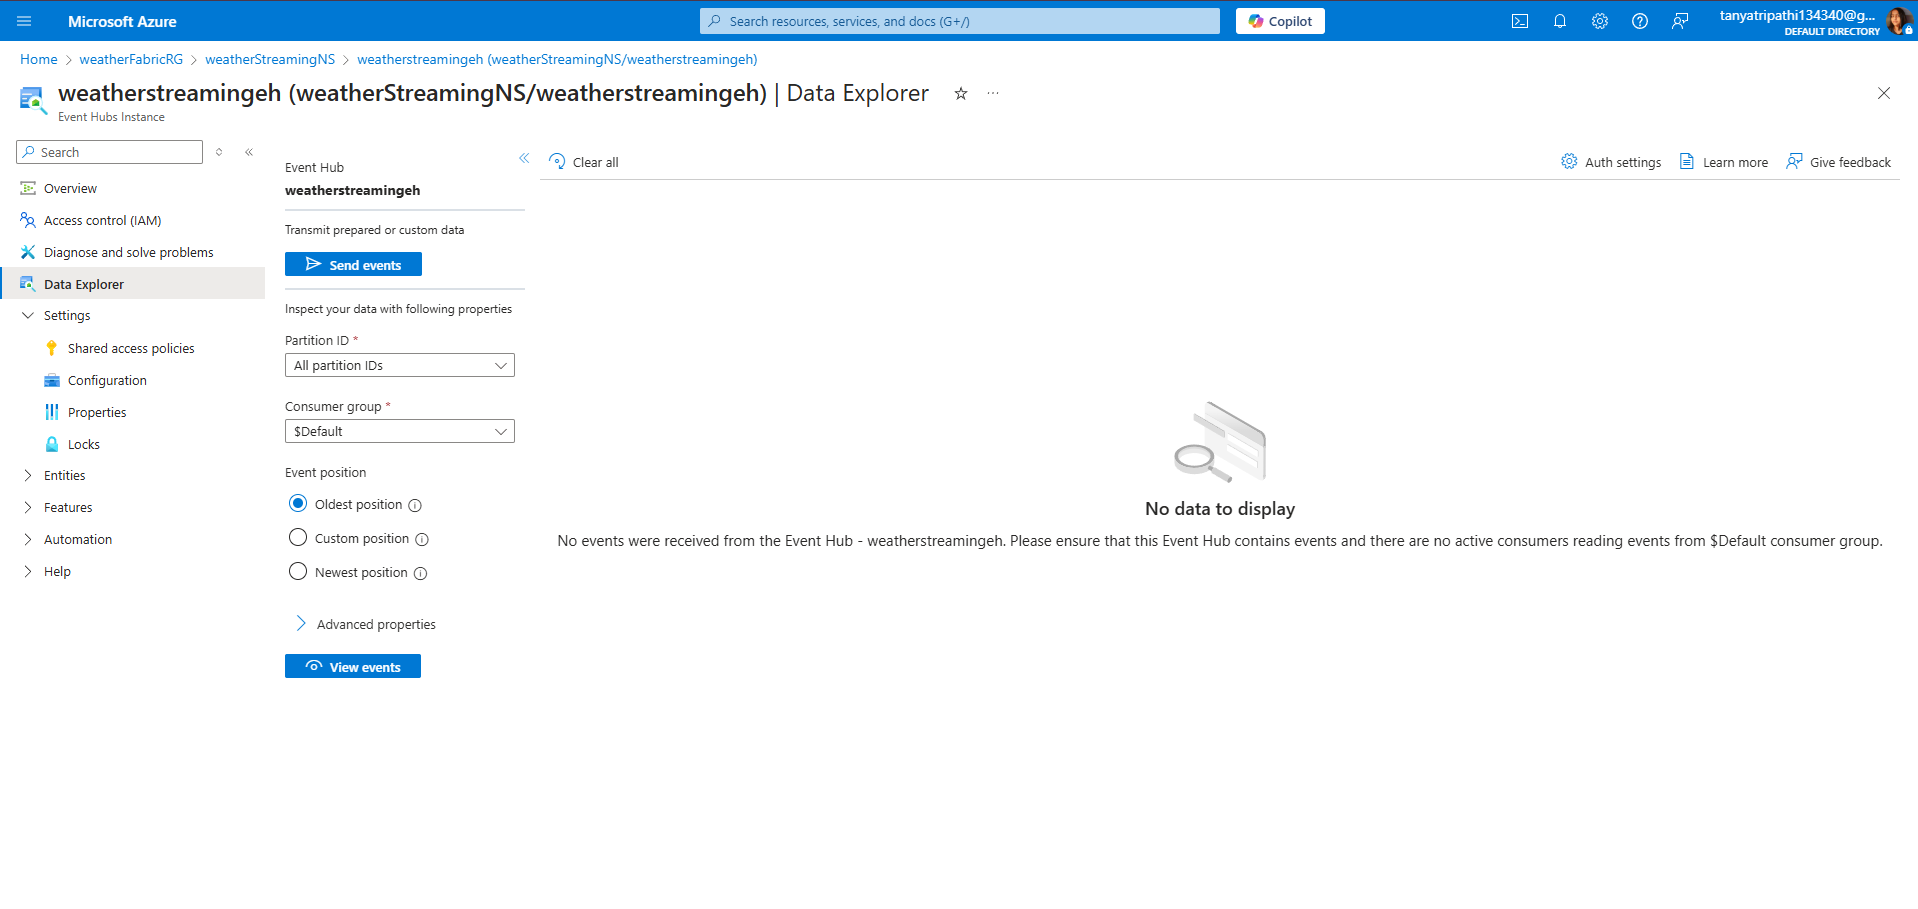 Microsoft Azure
Search resources, services, and docs (G+/)
Copilot
tanyatripathi134340@g...
DEFAULT DIRECTORY
Home > weatherFabricRG > weatherStreamingNS > weatherstreamingeh (weatherStreamingNS/weatherstreamingeh)
weatherstreamingeh (weatherStreamingNS/weatherstreamingeh) | Data Explorer
Event Hubs Instance
Search
Overview
Access control (IAM)
Diagnose and solve problems
Data Explorer
Settings
Shared access policies
Configuration
Properties
Locks
Entities
Features
Automation
Help
Event Hub
weatherstreamingeh
Transmit prepared or custom data
Send events
Inspect your data with following properties
Partition ID *
All partition IDs
Consumer group *
$Default
Event position
Oldest position
Custom position
Newest position
Advanced properties
View events
Clear all
Auth settings
Learn more
Give feedback
No data to display
No events were received from the Event Hub - weatherstreamingeh. Please ensure that this Event Hub contains events and there are no active consumers reading events from $Default consumer group.